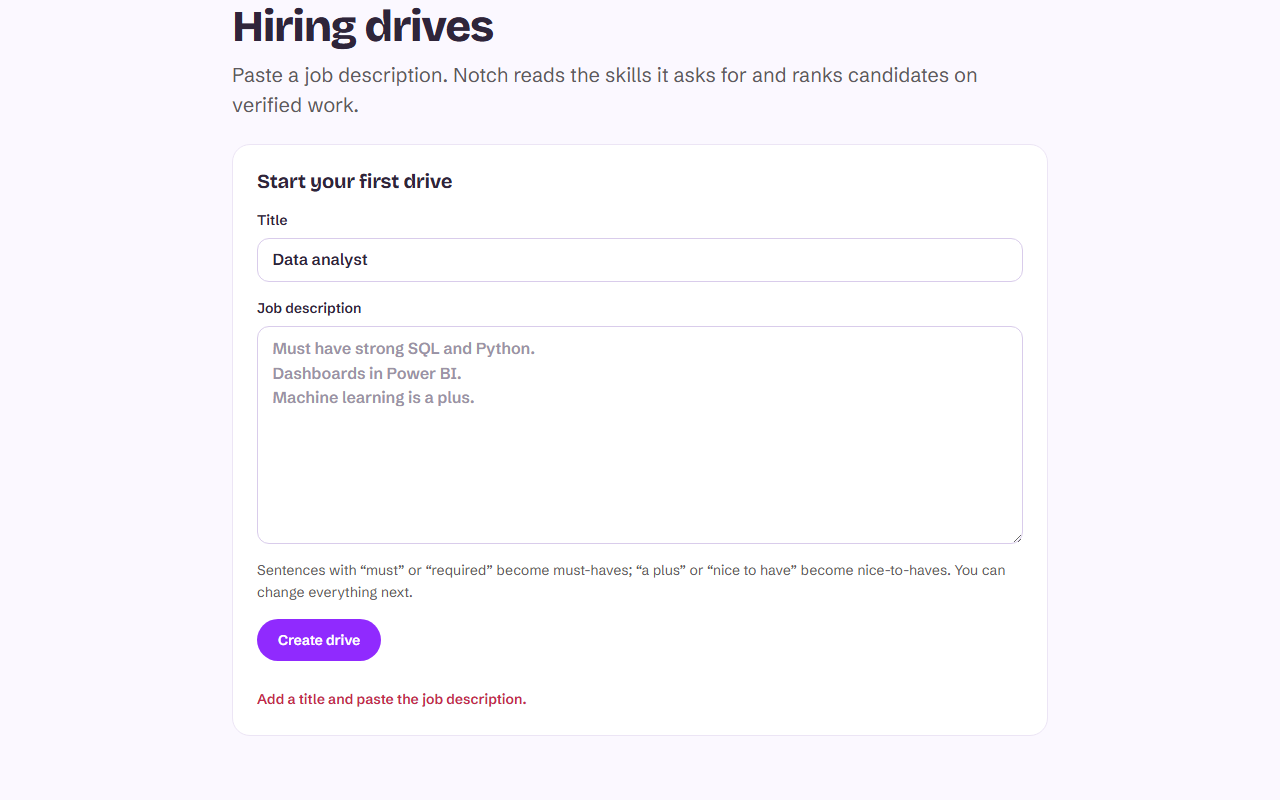 Hiring drives
Paste a job description. Notch reads the skills it asks for and ranks candidates on
verified work.
Start your first drive
Title
Data analyst
Job description
Must have strong SQL and Python.
Dashboards in Power BI.
Machine learning is a plus.
Sentences with “must” or “required” become must-haves; “a plus” or “nice to have” become nice-to-haves. You can
change everything next.
Create drive
Add a title and paste the job description.